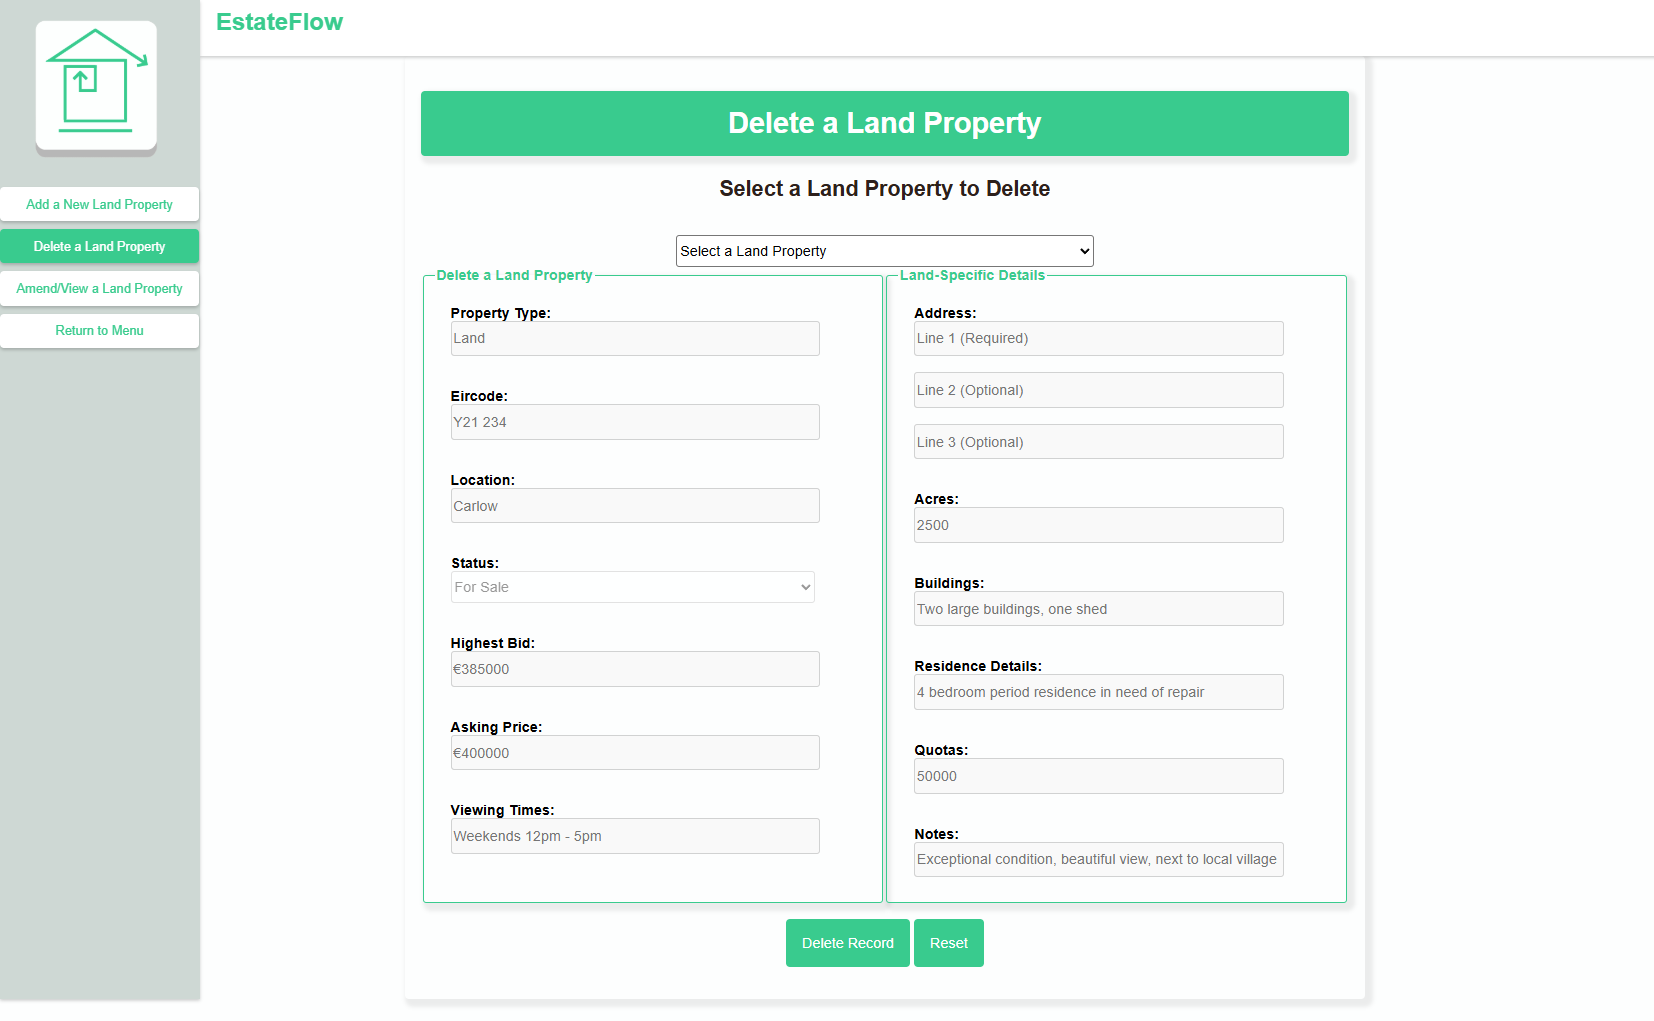 EstateFlow
Add a New Land Property
Delete a Land Property
Amend/View a Land Property
Return to Menu
Delete a Land Property
Select a Land Property to Delete
Select a Land Property
Delete a Land Property
Property Type:
Land
Eircode:
Y21 234
Location:
Carlow
Status:
For Sale
Highest Bid:
€385000
Asking Price:
€400000
Viewing Times:
Weekends 12pm - 5pm
Land-Specific Details
Address:
Line 1 (Required)
Line 2 (Optional)
Line 3 (Optional)
Acres:
2500
Buildings:
Two large buildings, one shed
Residence Details:
4 bedroom period residence in need of repair
Quotas:
50000
Notes:
Exceptional condition, beautiful view, next to local village
Delete Record
Reset